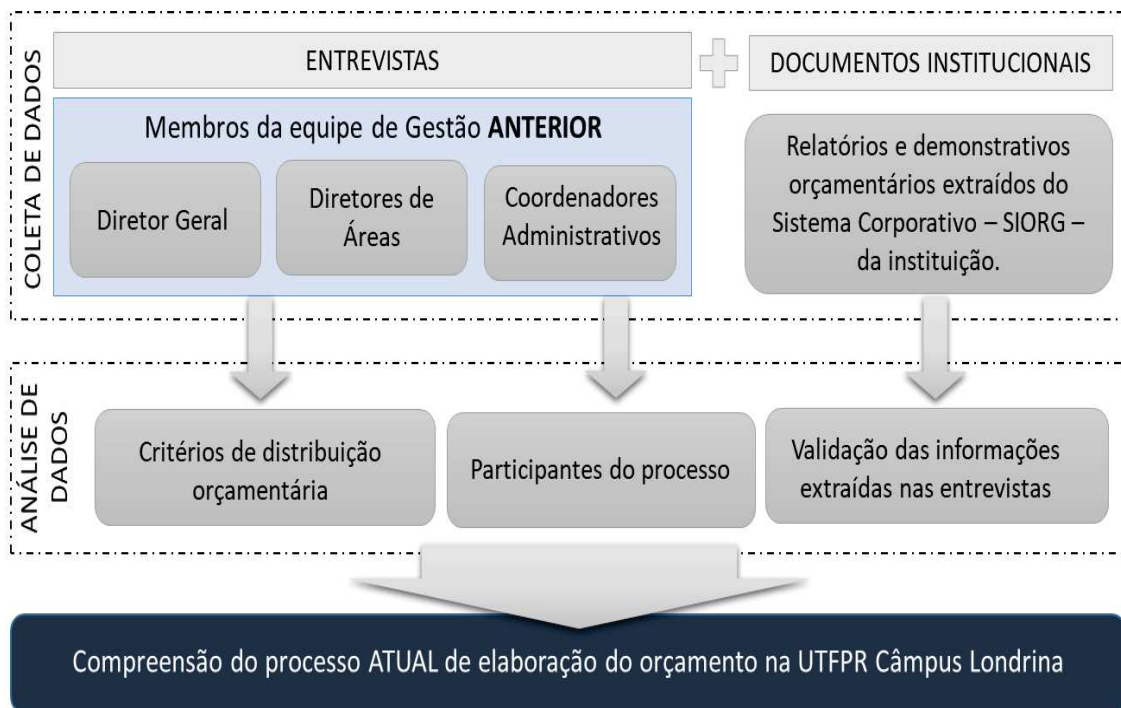 COLETA DE DADOS
ENTREVISTAS
DOCUMENTOS INSTITUCIONAIS
Membros da equipe de Gestão ANTERIOR
Diretor Geral
Diretores de
Áreas
Coordenadores
Administrativos
Relatórios e demonstrativos
orçamentários extraídos do
Sistema Corporativo – SIORG –
da instituição.
ANÁLISE DE
DADOS
Critérios de distribuição
orçamentária
Participantes do processo
Validação das informações
extraídas nas entrevistas
Compreensão do processo ATUAL de elaboração do orçamento na UTFPR Câmpus Londrina